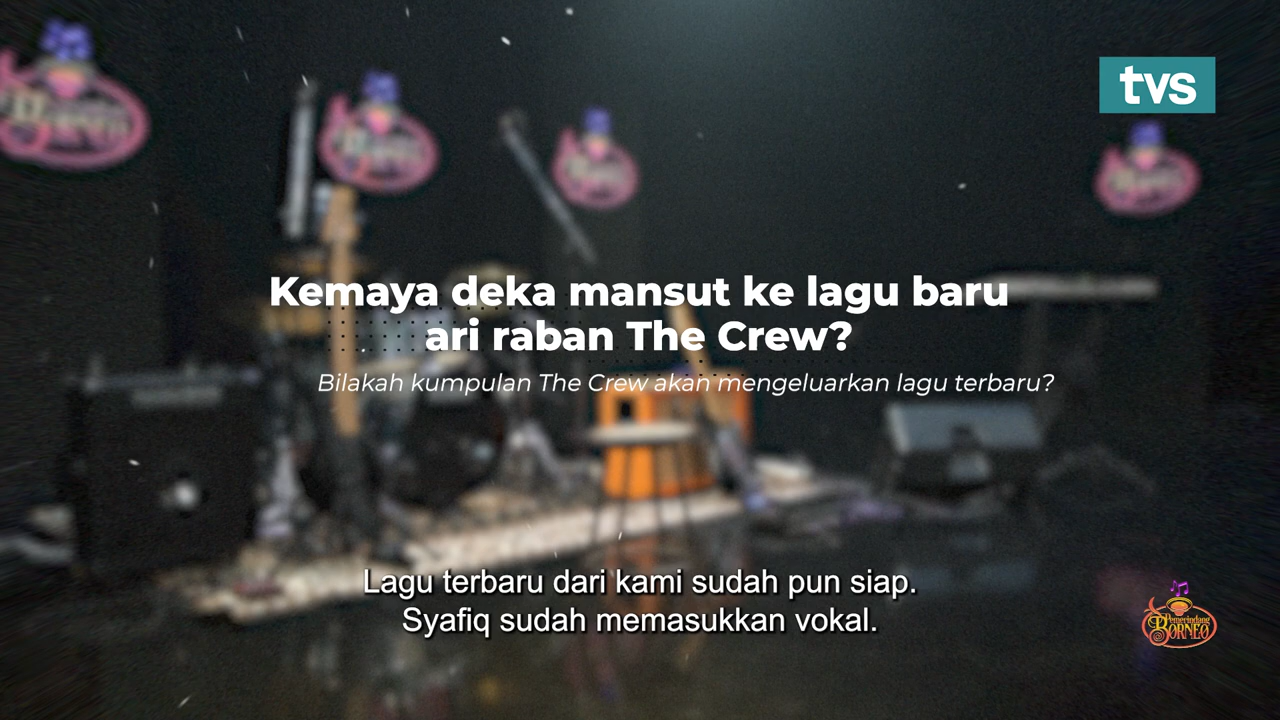 tvs
Kemaya deka mansut ke lagu baru
ari raban The Crew?
Bilakah kumpulan The Crew akan mengeluarkan lagu terbaru?
Lagu terbaru dari kami sudah pun siap.
Syafiq sudah memasukkan vokal.
Pemerindang
BORNEO